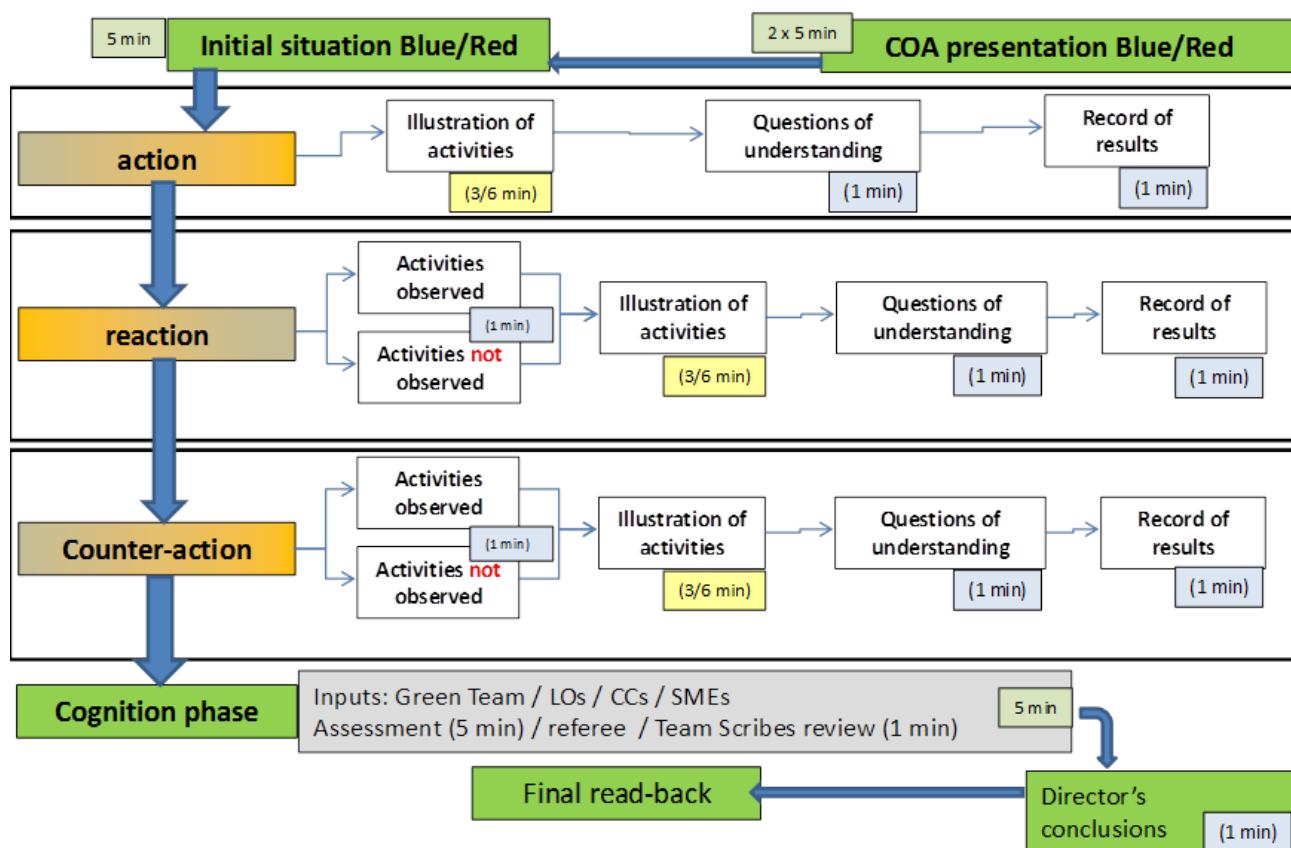 5 min
Initial situation Blue/Red
2 x 5 min
COA presentation Blue/Red
action
Illustration of
activities
(3/6 min)
Questions of
understanding
(1 min)
Record of
results
(1 min)
reaction
Activities
observed
(1 min)
Activities not
observed
Illustration of
activities
(3/6 min)
Questions of
understanding
(1 min)
Record of
results
(1 min)
Counter-action
Activities
observed
(1 min)
Activities not
observed
Illustration of
activities
(3/6 min)
Questions of
understanding
(1 min)
Record of
results
(1 min)
Cognition phase
Inputs: Green Team / LOs / CCs / SMEs
Assessment (5 min) / referee / Team Scribes review (1 min)
5 min
Final read-back
Director's
conclusions
(1 min)